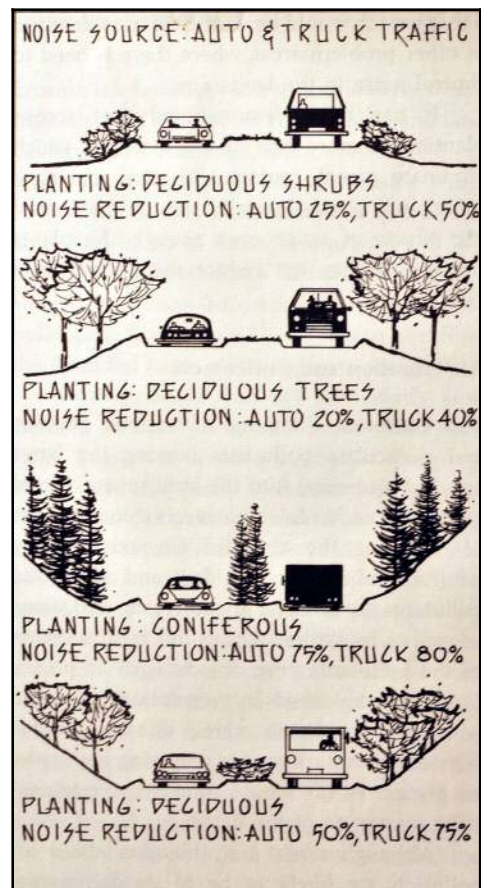 NOISE SOURCE: AUTO & TRUCK TRAFFIC
PLANTING: DECIDUOUS SHRUBS
NOISE REDUCTION: AUTO 25%, TRUCK 50%
PLANTING: DECIDUOUS TREES
NOISE REDUCTION: AUTO 20%, TRUCK 40%
PLANTING: CONIFEROUS
NOISE REDUCTION: AUTO 75%, TRUCK 80%
PLANTING: DECIDUOUS
NOISE REDUCTION: AUTO 50%, TRUCK 75%